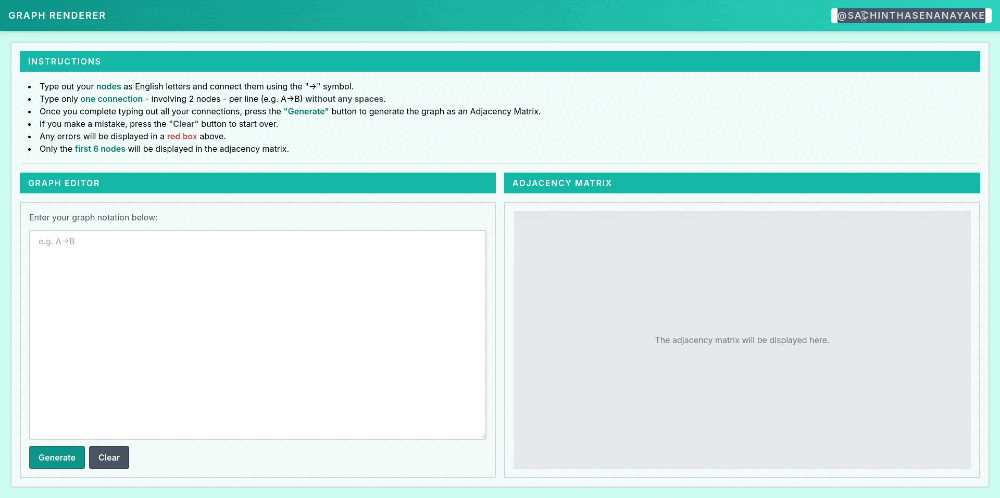 GRAPH RENDERER
@SACHINTHASENANAYAKE
INSTRUCTIONS
• Type out your nodes as English letters and connect them using the "→" symbol.
• Type only one connection - involving 2 nodes - per line (e.g. A→B) without any spaces.
• Once you complete typing out all your connections, press the "Generate" button to generate the graph as an Adjacency Matrix.
• If you make a mistake, press the "Clear" button to start over.
• Any errors will be displayed in a red box above.
• Only the first 6 nodes will be displayed in the adjacency matrix.
GRAPH EDITOR
Enter your graph notation below:
e.g. A→B
Generate
Clear
ADJACENCY MATRIX
The adjacency matrix will be displayed here.